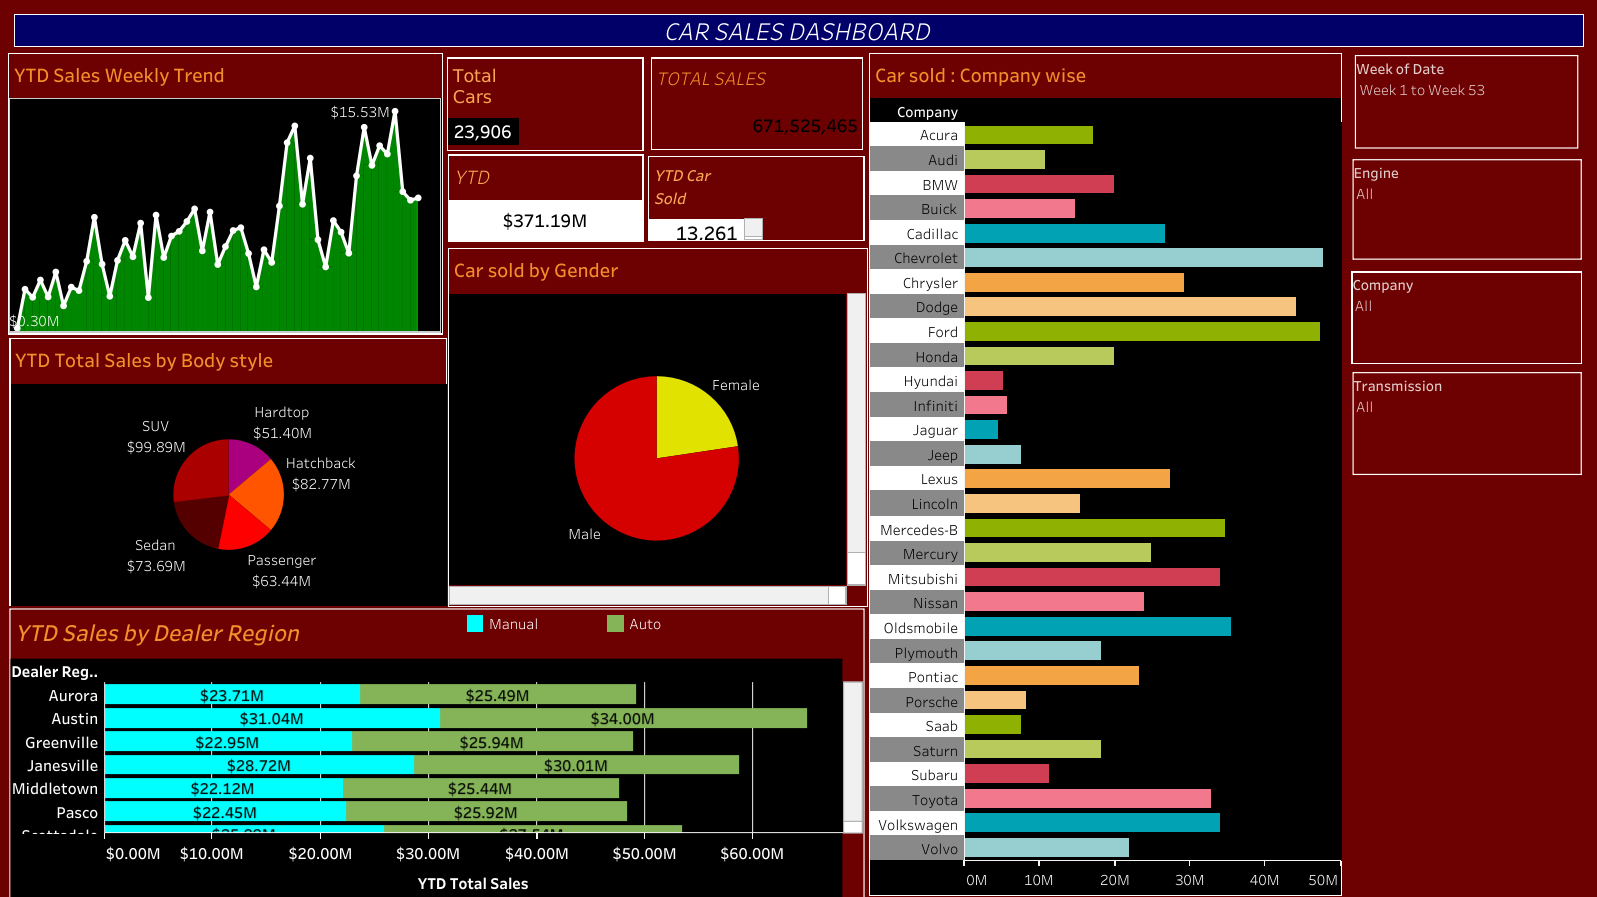 CAR SALES DASHBOARD
YTD Sales Weekly Trend
$15.53M
$0.30M
Total
Cars
23,906
TOTAL SALES
671,525,465
YTD
$371.19M
YTD Car
Sold
13,261
Car sold by Gender
Female
Male
YTD Total Sales by Body style
Hardtop
$51.40M
SUV
$99.89M
Hatchback
$82.77M
Sedan
$73.69M
Passenger
$63.44M
YTD Sales by Dealer Region
Manual
Auto
Dealer Reg..
Aurora $23.71M $25.49M
Austin $31.04M $34.00M
Greenville $22.95M $25.94M
Janesville $28.72M $30.01M
Middletown $22.12M $25.44M
Pasco $22.45M $25.92M
$0.00M $10.00M $20.00M $30.00M $40.00M $50.00M $60.00M
YTD Total Sales
Car sold : Company wise
Company
Acura
Audi
BMW
Buick
Cadillac
Chevrolet
Chrysler
Dodge
Ford
Honda
Hyundai
Infiniti
Jaguar
Jeep
Lexus
Lincoln
Mercedes-B
Mercury
Mitsubishi
Nissan
Oldsmobile
Plymouth
Pontiac
Porsche
Saab
Saturn
Subaru
Toyota
Volkswagen
Volvo
0M 10M 20M 30M 40M 50M
Week of Date
Week 1 to Week 53
Engine
All
Company
All
Transmission
All